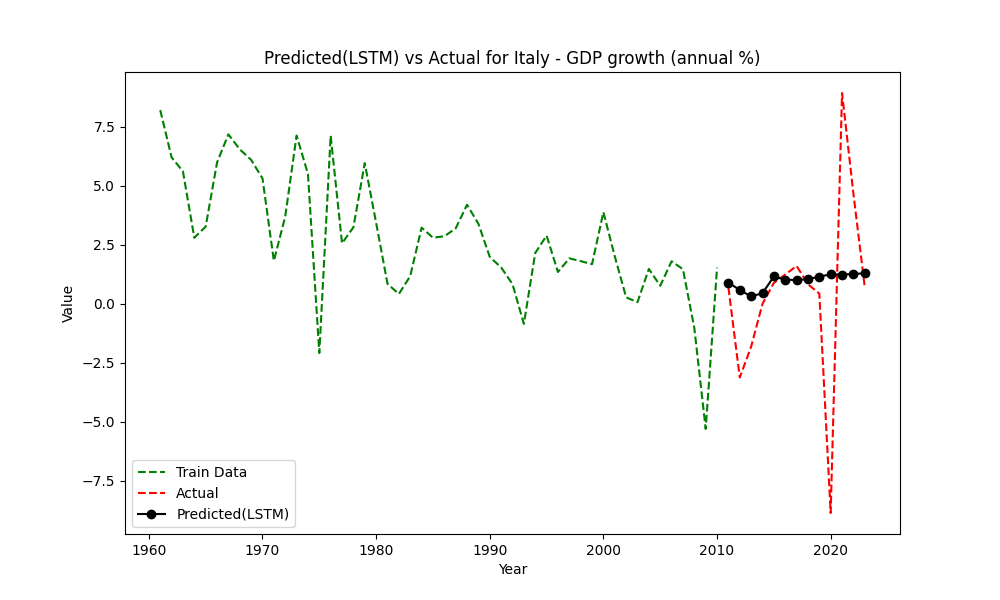 Predicted(LSTM) vs Actual for Italy - GDP growth (annual %)
Value
7.5
5.0
2.5
0.0
−2.5
−5.0
−7.5
Train Data
Actual
Predicted(LSTM)
1960 1970 1980 1990 2000 2010 2020
Year